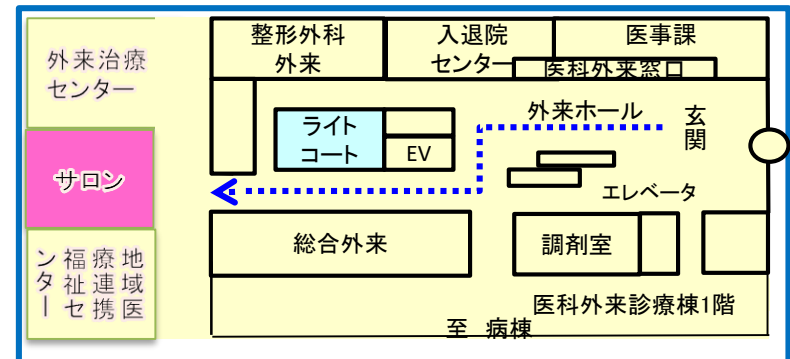 外来治療
センター
サロン
地域医
療連携
福祉セ
ンター
整形外科
外来
入退院
センター
医事課
医科外来窓口
ライト
コート
EV
外来ホール
玄関
エレベータ
総合外来
調剤室
医科外来診療棟1階
至 病棟